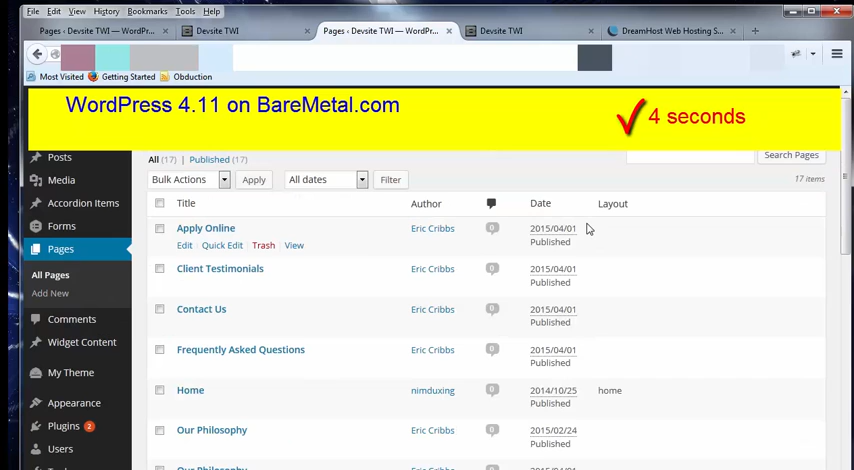 File Edit View History Bookmarks Tools Help
Pages ‹ Devsite TWI — WordPr... × Devsite TWI × Pages ‹ Devsite TWI — WordPr... × Devsite TWI × DreamHost Web Hosting S... × +
Most Visited Getting Started Obduction
WordPress 4.11 on BareMetal.com
4 seconds
Posts
All (17) | Published (17)
Search Pages
Media
Bulk Actions Apply All dates Filter
17 items
Accordion Items
Title Author Date Layout
Forms
Apply Online Eric Cribbs 0 2015/04/01
Published
Edit | Quick Edit | Trash | View
Pages
All Pages
Client Testimonials Eric Cribbs 0 2015/04/01
Published
Add New
Contact Us Eric Cribbs 0 2015/04/01
Published
Comments
Widget Content
Frequently Asked Questions Eric Cribbs 0 2015/04/01
Published
My Theme
Home nimduxing 0 2014/10/25 home
Published
Appearance
Plugins 2
Our Philosophy Eric Cribbs 0 2015/02/24
Published
Users